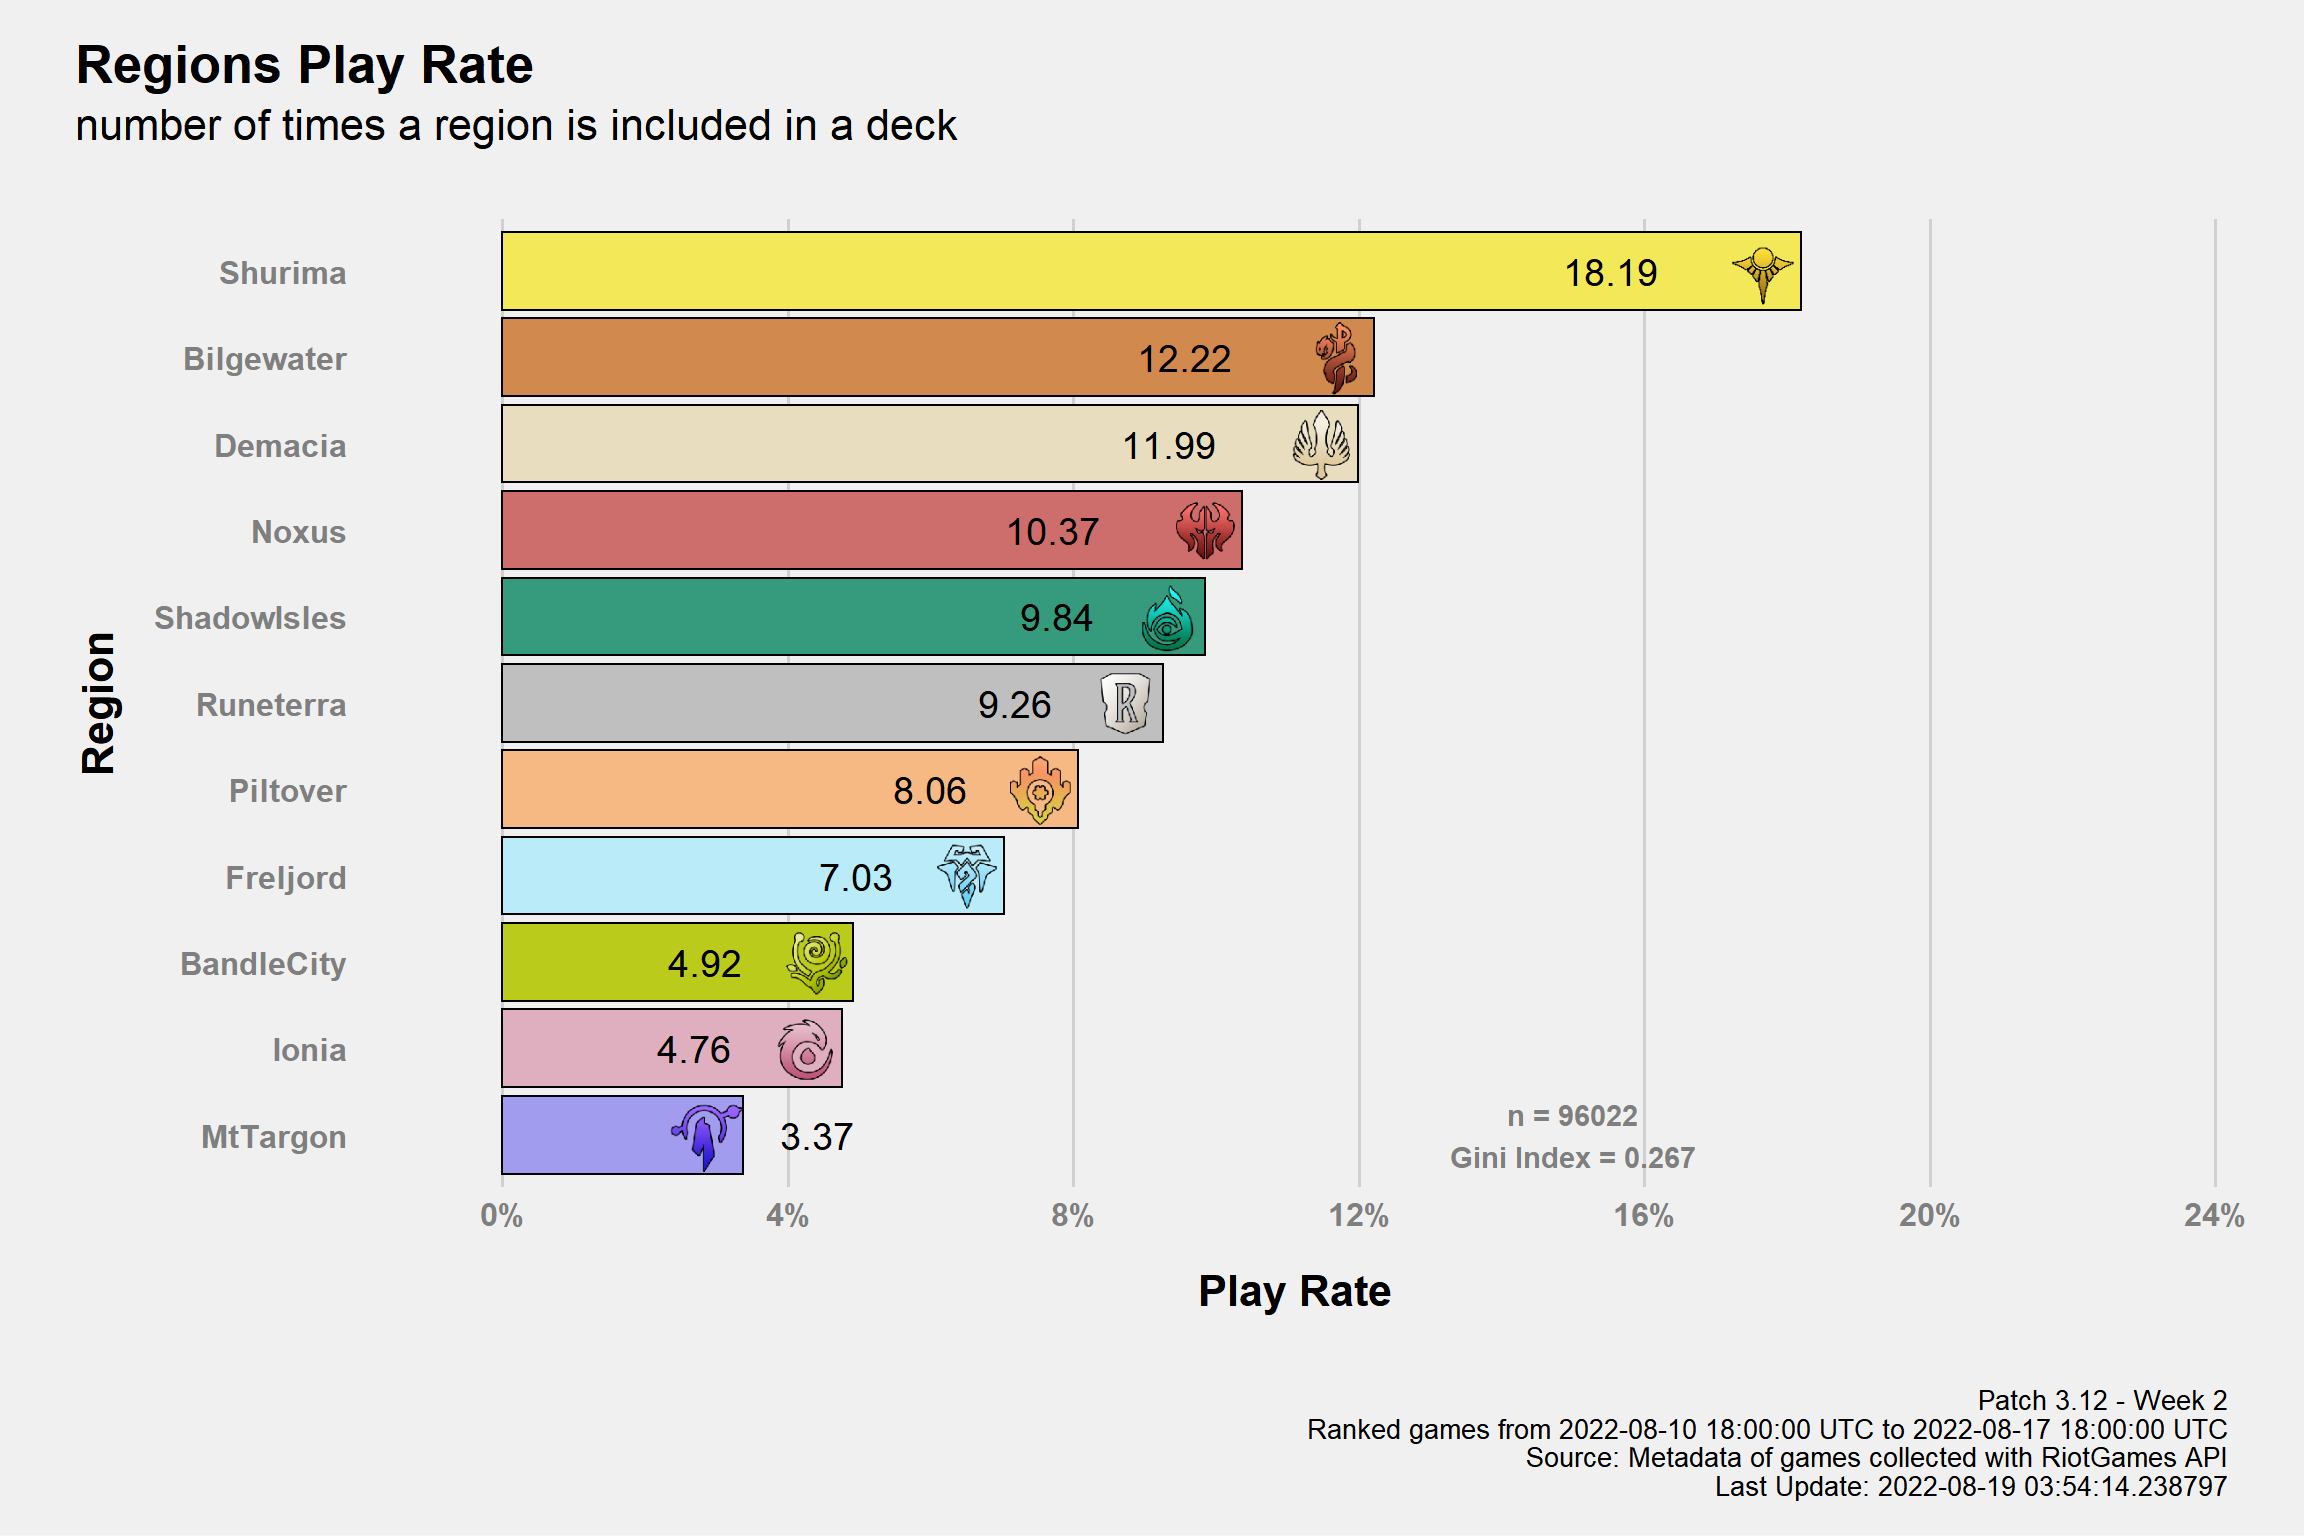 Regions Play Rate
number of times a region is included in a deck
Region
Shurima 18.19
Bilgewater 12.22
Demacia 11.99
Noxus 10.37
ShadowIsles 9.84
Runeterra 9.26 R
Piltover 8.06
Freljord 7.03
BandleCity 4.92
Ionia 4.76
MtTargon 3.37
n = 96022
Gini Index = 0.267
0% 4% 8% 12% 16% 20% 24%
Play Rate
Patch 3.12 - Week 2
Ranked games from 2022-08-10 18:00:00 UTC to 2022-08-17 18:00:00 UTC
Source: Metadata of games collected with RiotGames API
Last Update: 2022-08-19 03:54:14.238797